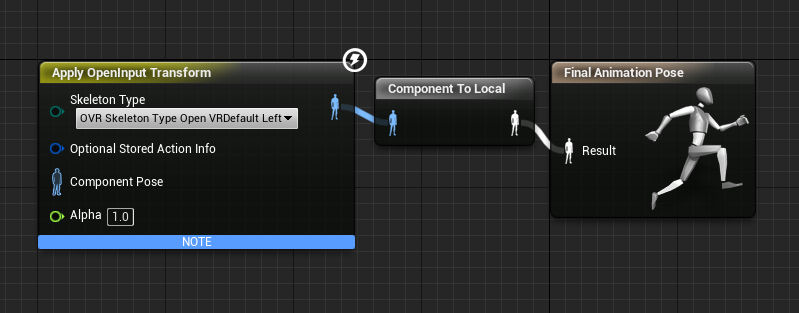 Apply OpenInput Transform
Skeleton Type
OVR Skeleton Type Open VRDefault Left
Optional Stored Action Info
Component Pose
Alpha 1.0
NOTE
Component To Local
Final Animation Pose
Result